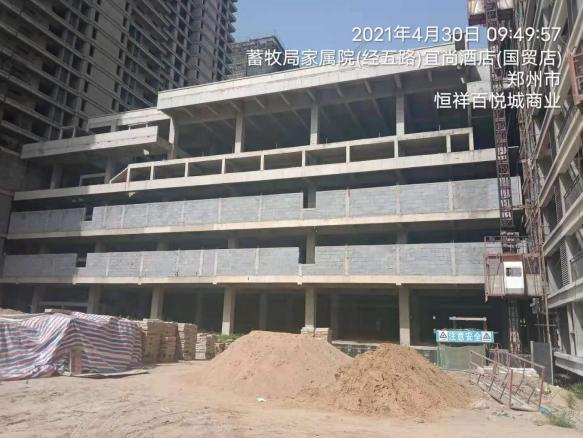 2021年4月30日 09:49:57
蓄牧局家属院(经五路)宜尚酒店(国贸店)
郑州市
恒祥百悦城商业
注意安全